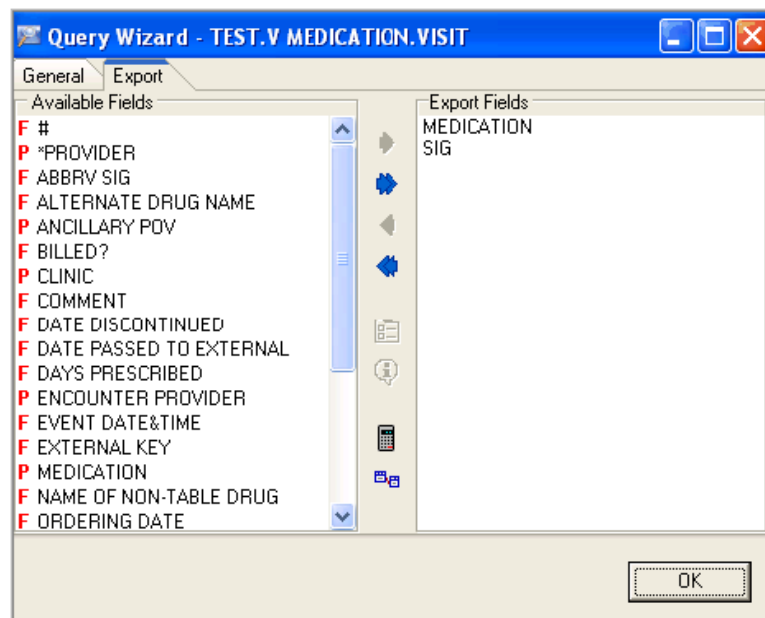 Query Wizard - TEST.V MEDICATION.VISIT
General Export
Available Fields
F #
P *PROVIDER
F ABBRV SIG
F ALTERNATE DRUG NAME
P ANCILLARY POV
F BILLED?
P CLINIC
F COMMENT
F DATE DISCONTINUED
F DATE PASSED TO EXTERNAL
F DAYS PRESCRIBED
P ENCOUNTER PROVIDER
F EVENT DATE&TIME
F EXTERNAL KEY
P MEDICATION
F NAME OF NON-TABLE DRUG
F ORDERING DATE
Export Fields
MEDICATION
SIG
OK